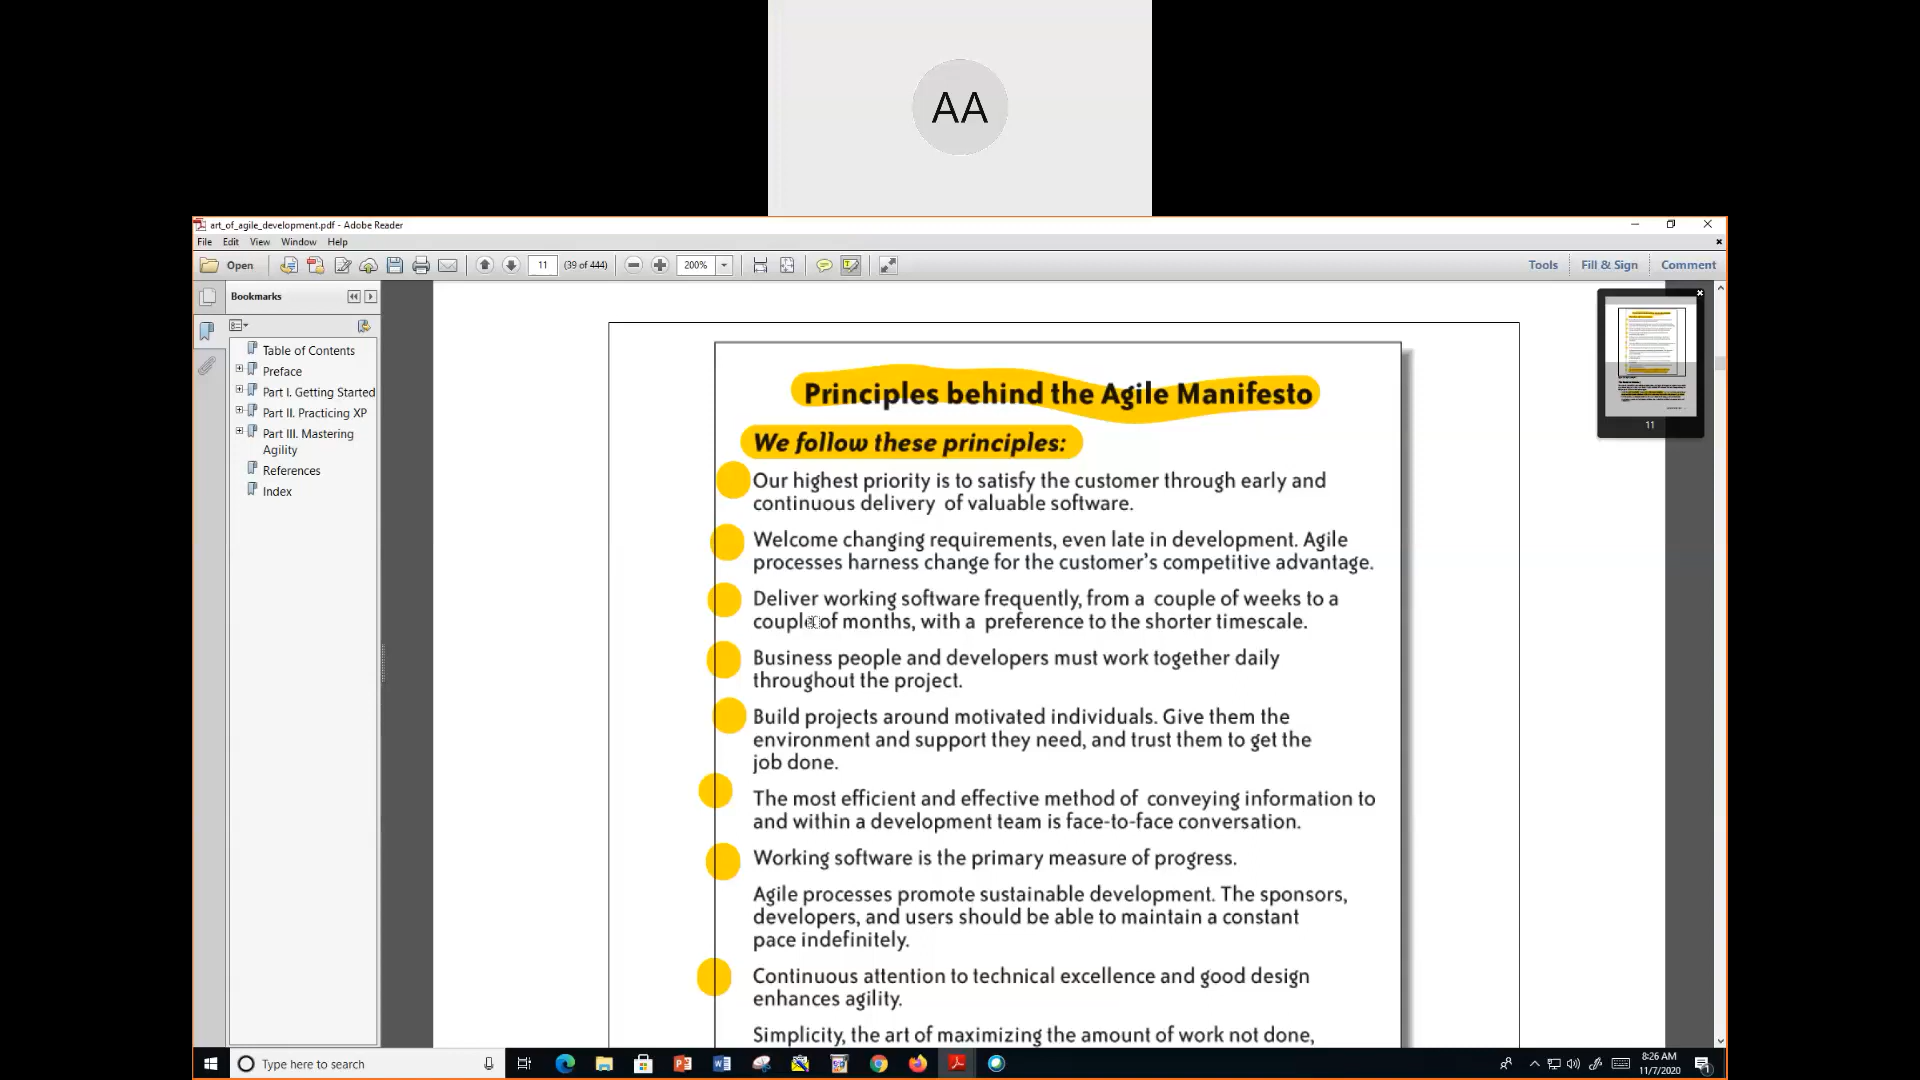 AA
art_of_agile_development.pdf - Adobe Reader
File Edit View Window Help
Open 11 (39 of 444) 200% Tools Fill & Sign Comment
Bookmarks
Table of Contents
Preface
Part I. Getting Started
Part II. Practicing XP
Part III. Mastering
Agility
References
Index
11
Principles behind the Agile Manifesto
We follow these principles:
Our highest priority is to satisfy the customer through early and
continuous delivery of valuable software.
Welcome changing requirements, even late in development. Agile
processes harness change for the customer's competitive advantage.
Deliver working software frequently, from a couple of weeks to a
couple of months, with a preference to the shorter timescale.
Business people and developers must work together daily
throughout the project.
Build projects around motivated individuals. Give them the
environment and support they need, and trust them to get the
job done.
The most efficient and effective method of conveying information to
and within a development team is face-to-face conversation.
Working software is the primary measure of progress.
Agile processes promote sustainable development. The sponsors,
developers, and users should be able to maintain a constant
pace indefinitely.
Continuous attention to technical excellence and good design
enhances agility.
Simplicity, the art of maximizing the amount of work not done,
Type here to search
8:26 AM
11/7/2020